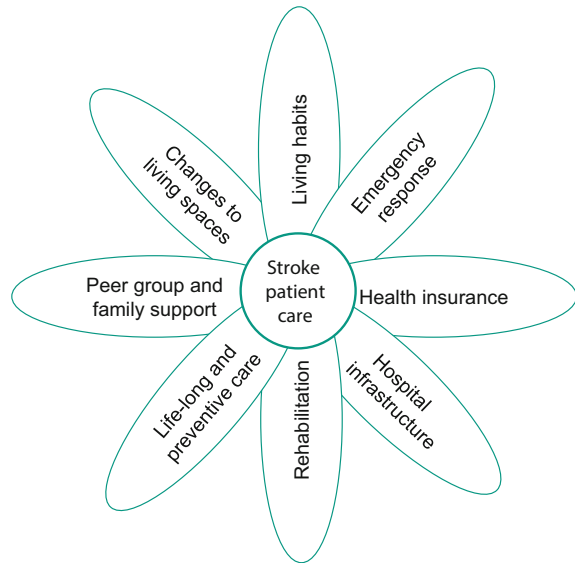 Living habits
Emergency
response
Health insurance
Hospital
infrastructure
Rehabilitation
Life-long and
preventive care
Peer group and
family support
Changes to
living spaces
Stroke
patient
care